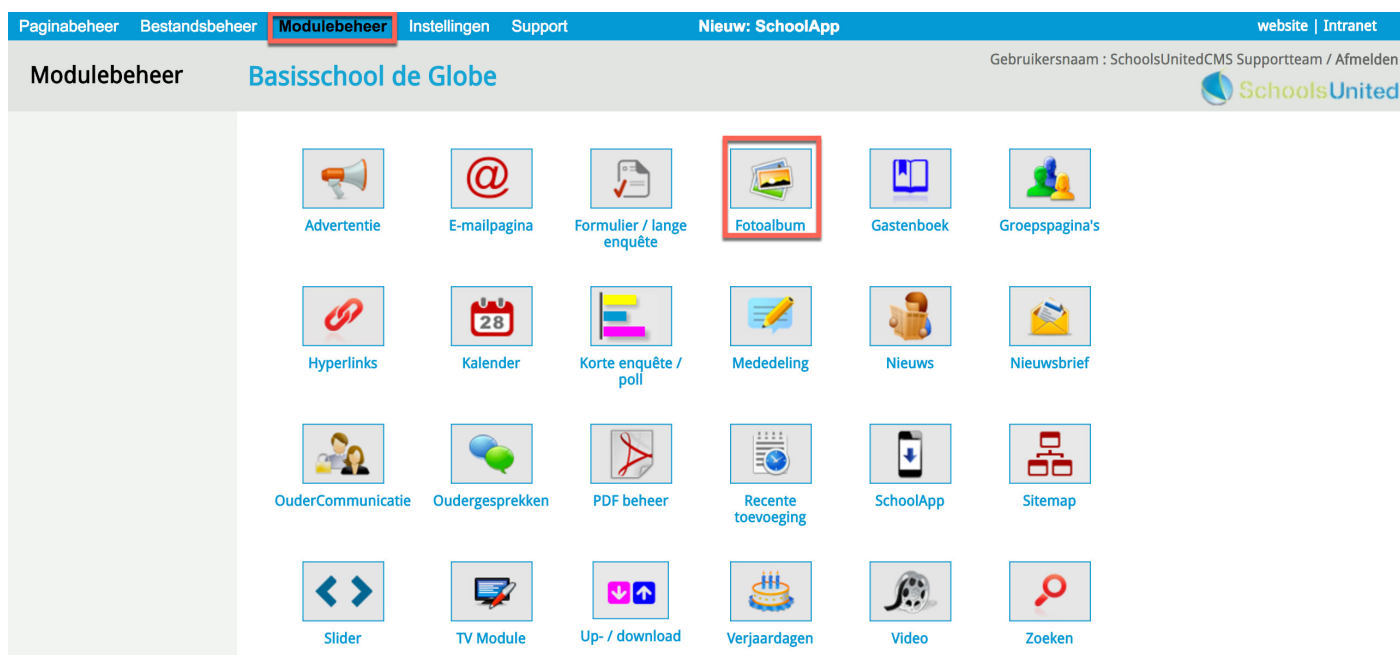 Paginabeheer Bestandsbeheer Modulebeheer Instellingen Support Nieuw: SchoolApp website | Intranet
Gebruikersnaam : SchoolsUnitedCMS Supportteam / Afmelden
Modulebeheer Basisschool de Globe
SchoolsUnited
Advertentie E-mailpagina Formulier / lange Fotoalbum Gastenboek Groepspagina's
enquête
28
Hyperlinks Kalender Korte enquête / Mededeling Nieuws Nieuwsbrief
poll
OuderCommunicatie Oudergesprekken PDF beheer Recente SchoolApp Sitemap
toevoeging
Slider TV Module Up- / download Verjaardagen Video Zoeken